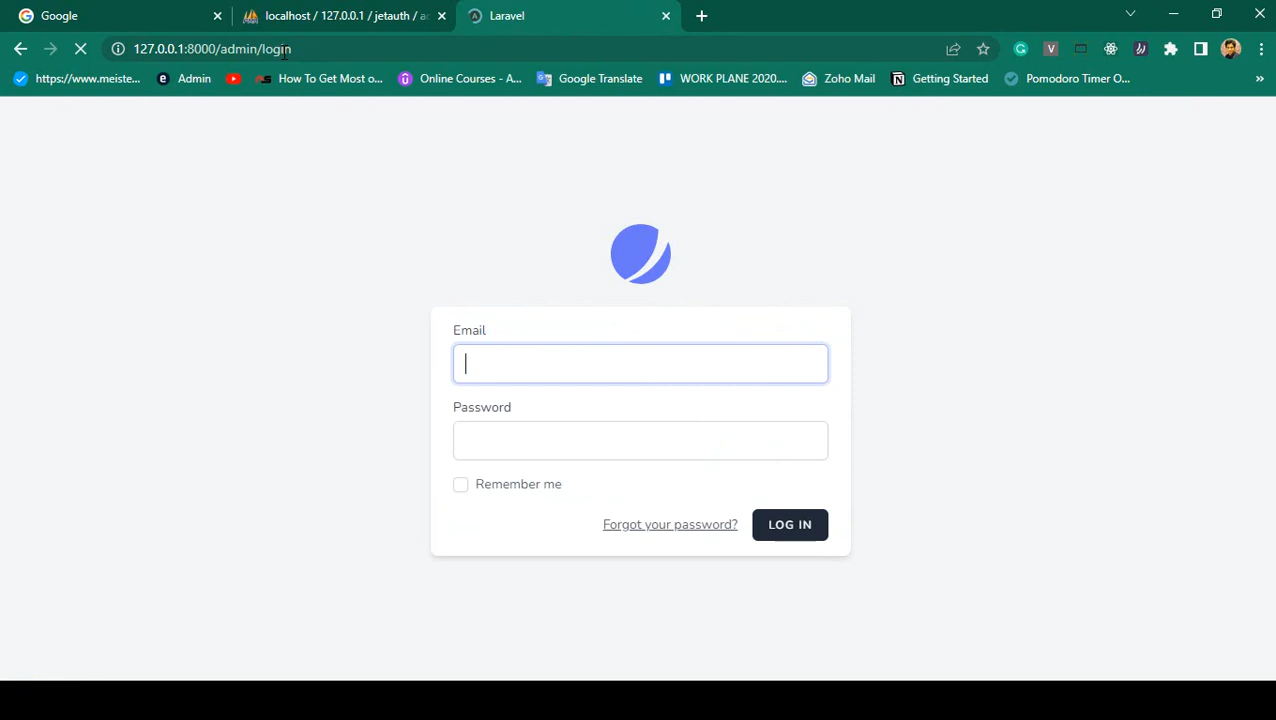 Google
localhost / 127.0.0.1 / jetauth / ac
Laravel
127.0.0.1:8000/admin/login
https://www.meiste...
Admin
How To Get Most o...
Online Courses - A...
Google Translate
WORK PLANE 2020....
Zoho Mail
Getting Started
Pomodoro Timer O...
»
Email
Password
Remember me
Forgot your password?
LOG IN